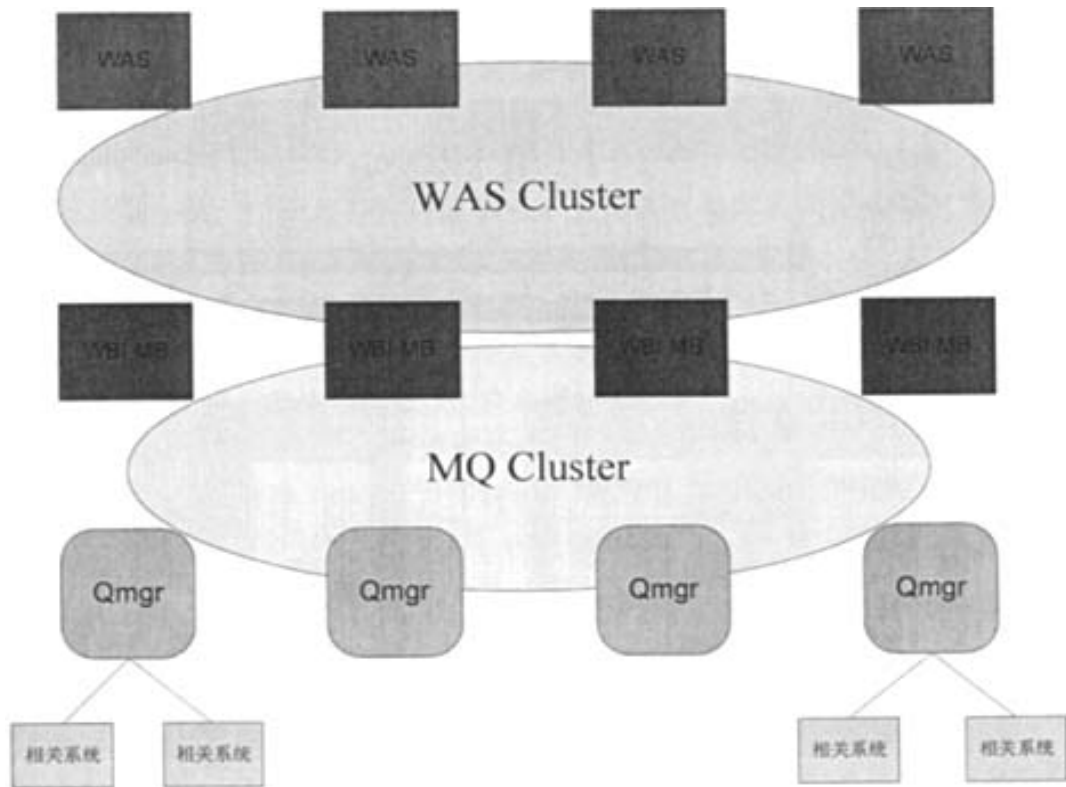 WAS
WAS
WAS
WAS
WAS Cluster
WBI MB
WBI MB
WBI MB
WBI MB
MQ Cluster
Qmgr
Qmgr
Qmgr
Qmgr
相关系统
相关系统
相关系统
相关系统